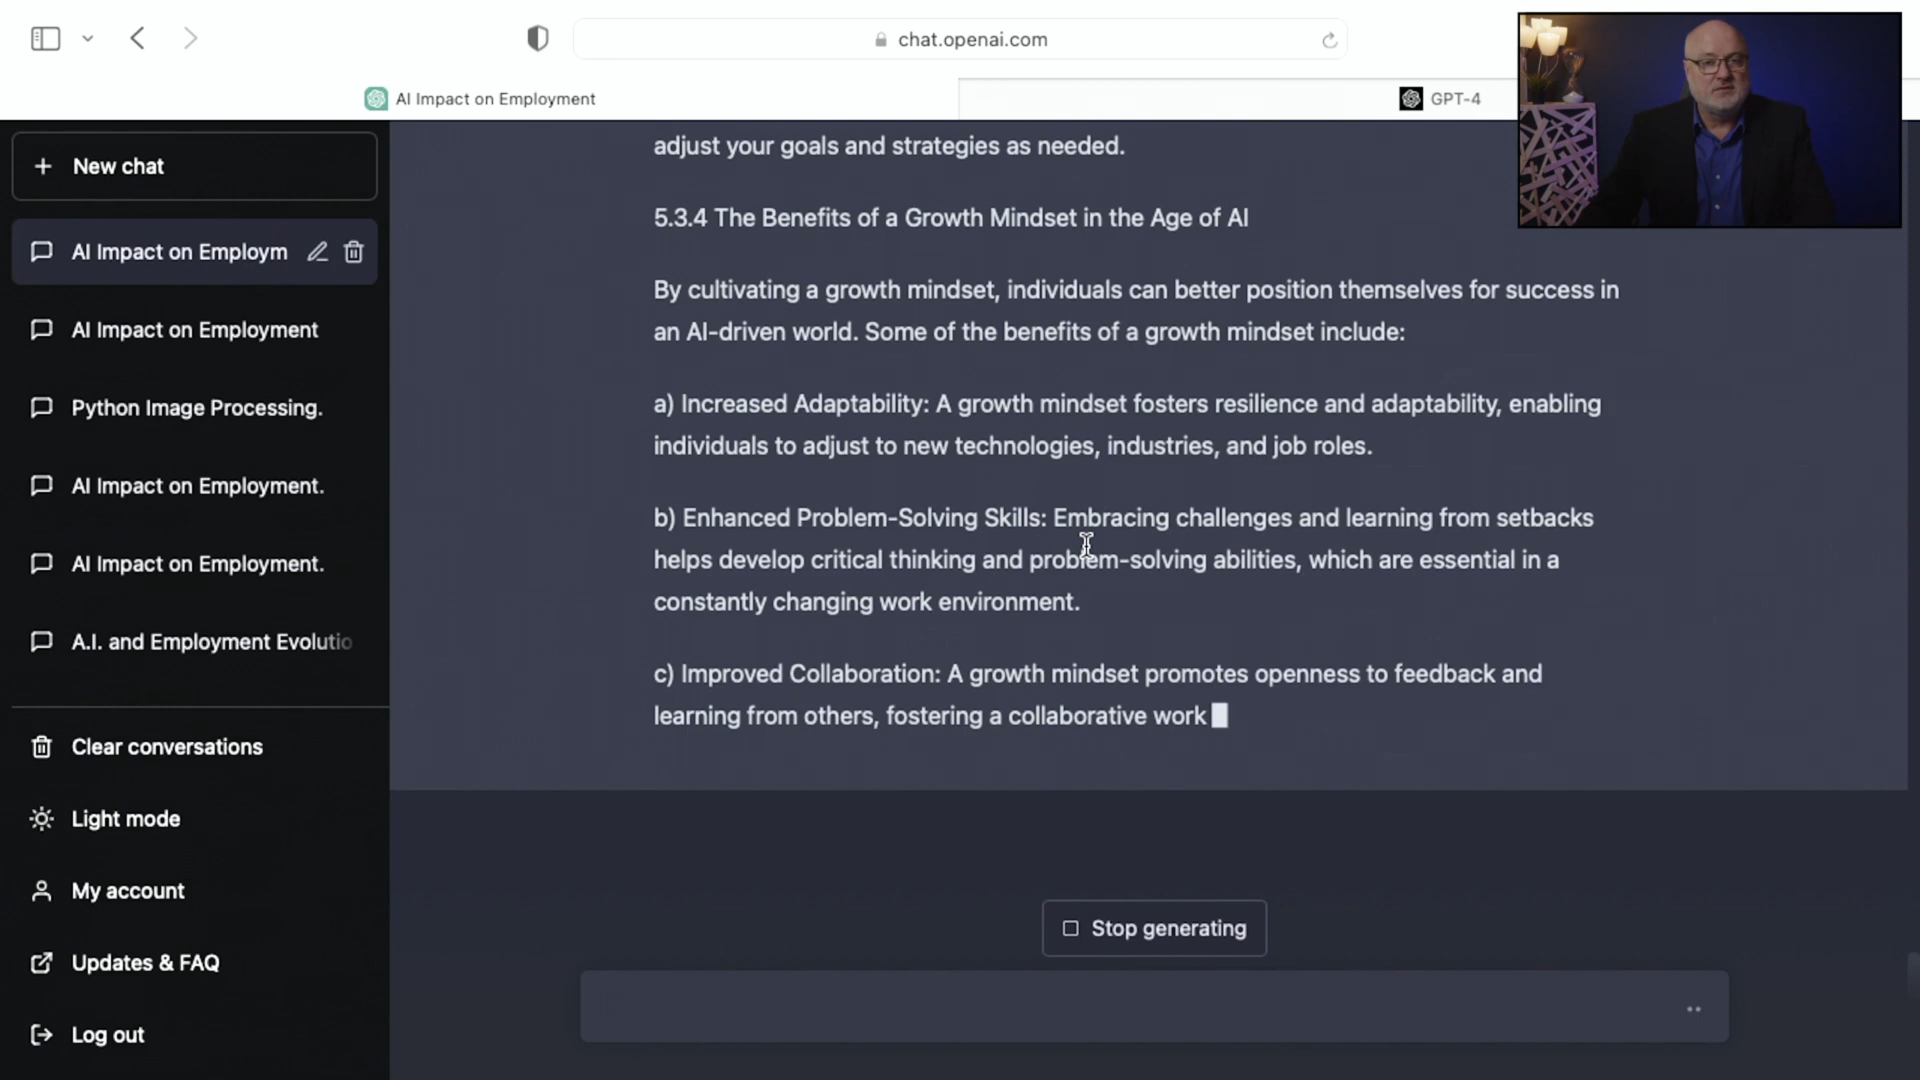 chat.openai.com
AI Impact on Employment
GPT-4
New chat
AI Impact on Employm
AI Impact on Employment
Python Image Processing.
AI Impact on Employment.
AI Impact on Employment.
A.I. and Employment Evolutio
Clear conversations
Light mode
My account
Updates & FAQ
Log out
adjust your goals and strategies as needed.
5.3.4 The Benefits of a Growth Mindset in the Age of AI
By cultivating a growth mindset, individuals can better position themselves for success in
an AI-driven world. Some of the benefits of a growth mindset include:
a) Increased Adaptability: A growth mindset fosters resilience and adaptability, enabling
individuals to adjust to new technologies, industries, and job roles.
b) Enhanced Problem-Solving Skills: Embracing challenges and learning from setbacks
helps develop critical thinking and problem-solving abilities, which are essential in a
constantly changing work environment.
c) Improved Collaboration: A growth mindset promotes openness to feedback and
learning from others, fostering a collaborative work
Stop generating